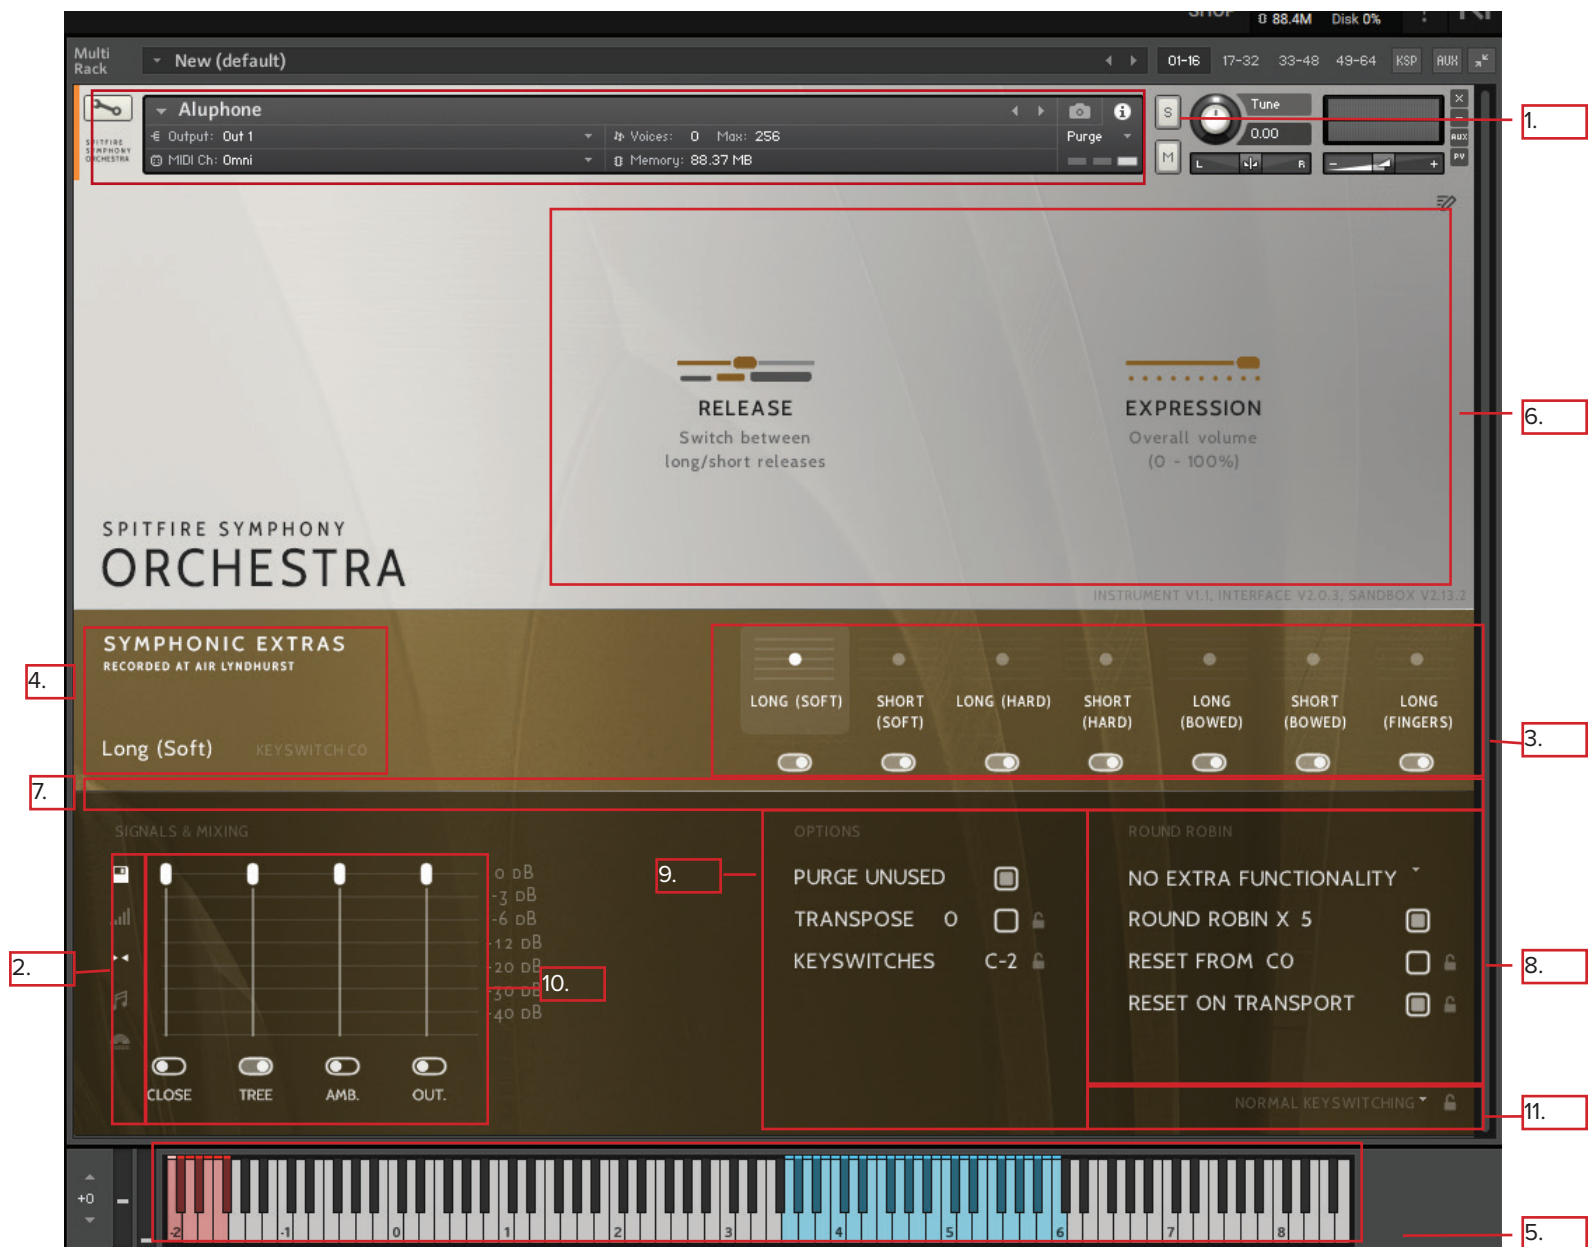 0 88.4M Disk 0%
Multi
Rack
New (default)
01-16 17-32 33-48 49-64 KSP AUX
Aluphone
Output: Out 1
Voices: 0 Max: 256
Purge
MIDI Ch: Omni
Memory: 88.37 MB
SPITFIRE
SYMPHONY
ORCHESTRA
S
M
Tune
0.00
L R
- +
X
AUX
PV
1.
RELEASE
Switch between
long/short releases
EXPRESSION
Overall volume
(0 - 100%)
6.
SPITFIRE SYMPHONY
ORCHESTRA
INSTRUMENT V1.1, INTERFACE V2.0.3, SANDBOX V2.13.2
SYMPHONIC EXTRAS
RECORDED AT AIR LYNDHURST
4.
Long (Soft) KEYSWITCH C0
LONG (SOFT)
SHORT
(SOFT)
LONG (HARD)
SHORT
(HARD)
LONG
(BOWED)
SHORT
(BOWED)
LONG
(FINGERS)
3.
7.
SIGNALS & MIXING
0 dB
-3 dB
-6 dB
-12 dB
-20 dB
-30 dB
-40 dB
2.
10.
CLOSE TREE AMB. OUT.
9.
OPTIONS
PURGE UNUSED
TRANSPOSE 0
KEYSWITCHES C-2
ROUND ROBIN
NO EXTRA FUNCTIONALITY
ROUND ROBIN X 5
RESET FROM C0
RESET ON TRANSPORT
8.
NORMAL KEYSWITCHING
11.
+0
-2 -1 0 1 2 3 4 5 6 7 8
5.